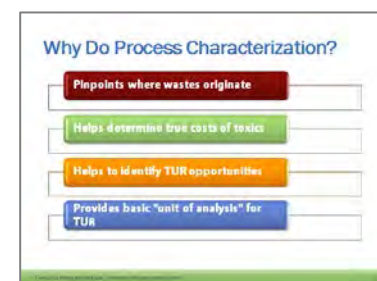 Why Do Process Characterization?
Pinpoints where wastes originate
Helps determine true costs of toxics
Helps to identify TUR opportunities
Provides basic "unit of analysis" for
TUR